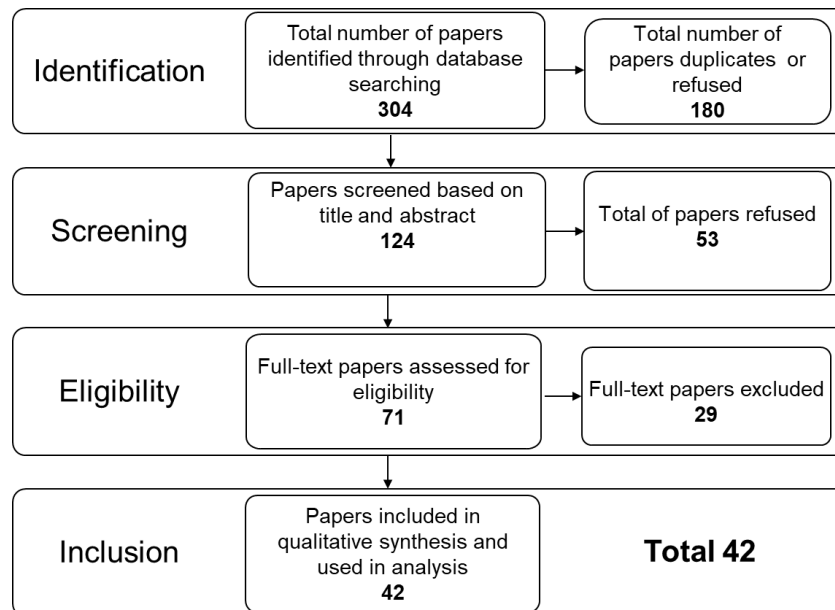 Identification
Total number of papers
identified through database
searching
304
Total number of
papers duplicates or
refused
180
Screening
Papers screened based on
title and abstract
124
Total of papers refused
53
Eligibility
Full-text papers assessed for
eligibility
71
Full-text papers excluded
29
Inclusion
Papers included in
qualitative synthesis and
used in analysis
42
Total 42